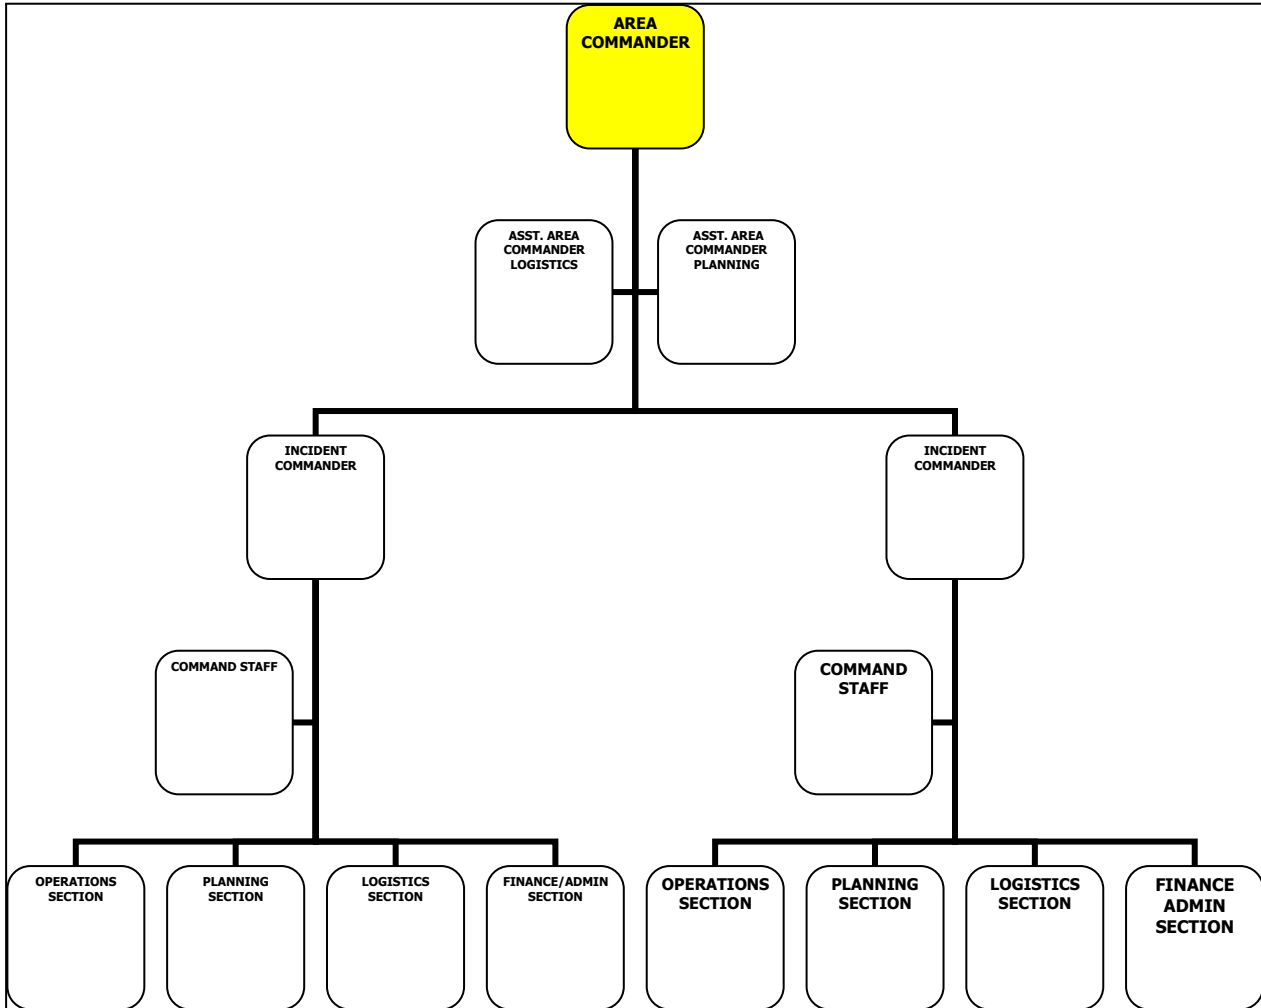 AREA
COMMANDER
ASST. AREA
COMMANDER
LOGISTICS
ASST. AREA
COMMANDER
PLANNING
INCIDENT
COMMANDER
INCIDENT
COMMANDER
COMMAND STAFF
COMMAND
STAFF
OPERATIONS
SECTION
PLANNING
SECTION
LOGISTICS
SECTION
FINANCE/ADMIN
SECTION
OPERATIONS
SECTION
PLANNING
SECTION
LOGISTICS
SECTION
FINANCE
ADMIN
SECTION